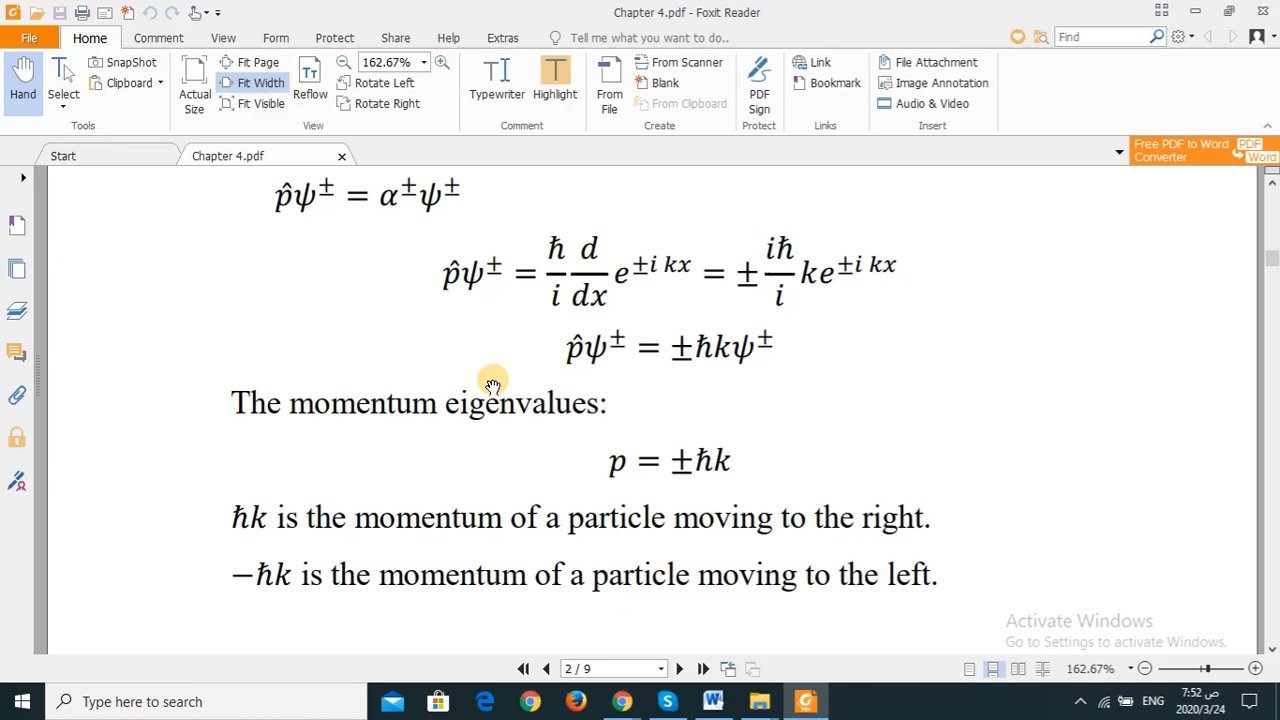 Chapter 4.pdf - Foxit Reader
File Home Comment View Form Protect Share Help Extras Tell me what you want to do.. Find
Hand Select SnapShot Clipboard Actual Size Fit Page Fit Width Fit Visible Reflow 162.67% Rotate Left Rotate Right Typewriter Highlight From File From Scanner Blank From Clipboard PDF Sign Link Bookmark File Attachment Image Annotation Audio & Video
Tools View Comment Create Protect Links Insert
Start Chapter 4.pdf Free PDF to Word Converter PDF Word
p̂ψ^± = α^±ψ^±
p̂ψ^± = ħ/i d/dx e^{±i kx} = ± iħ/i ke^{±i kx}
p̂ψ^± = ±ħkψ^±
The momentum eigenvalues:
p = ±ħk
ħk is the momentum of a particle moving to the right.
−ħk is the momentum of a particle moving to the left.
Activate Windows
Go to Settings to activate Windows.
2 / 9 162.67%
Type here to search ENG 7:52 ص
2020/3/24